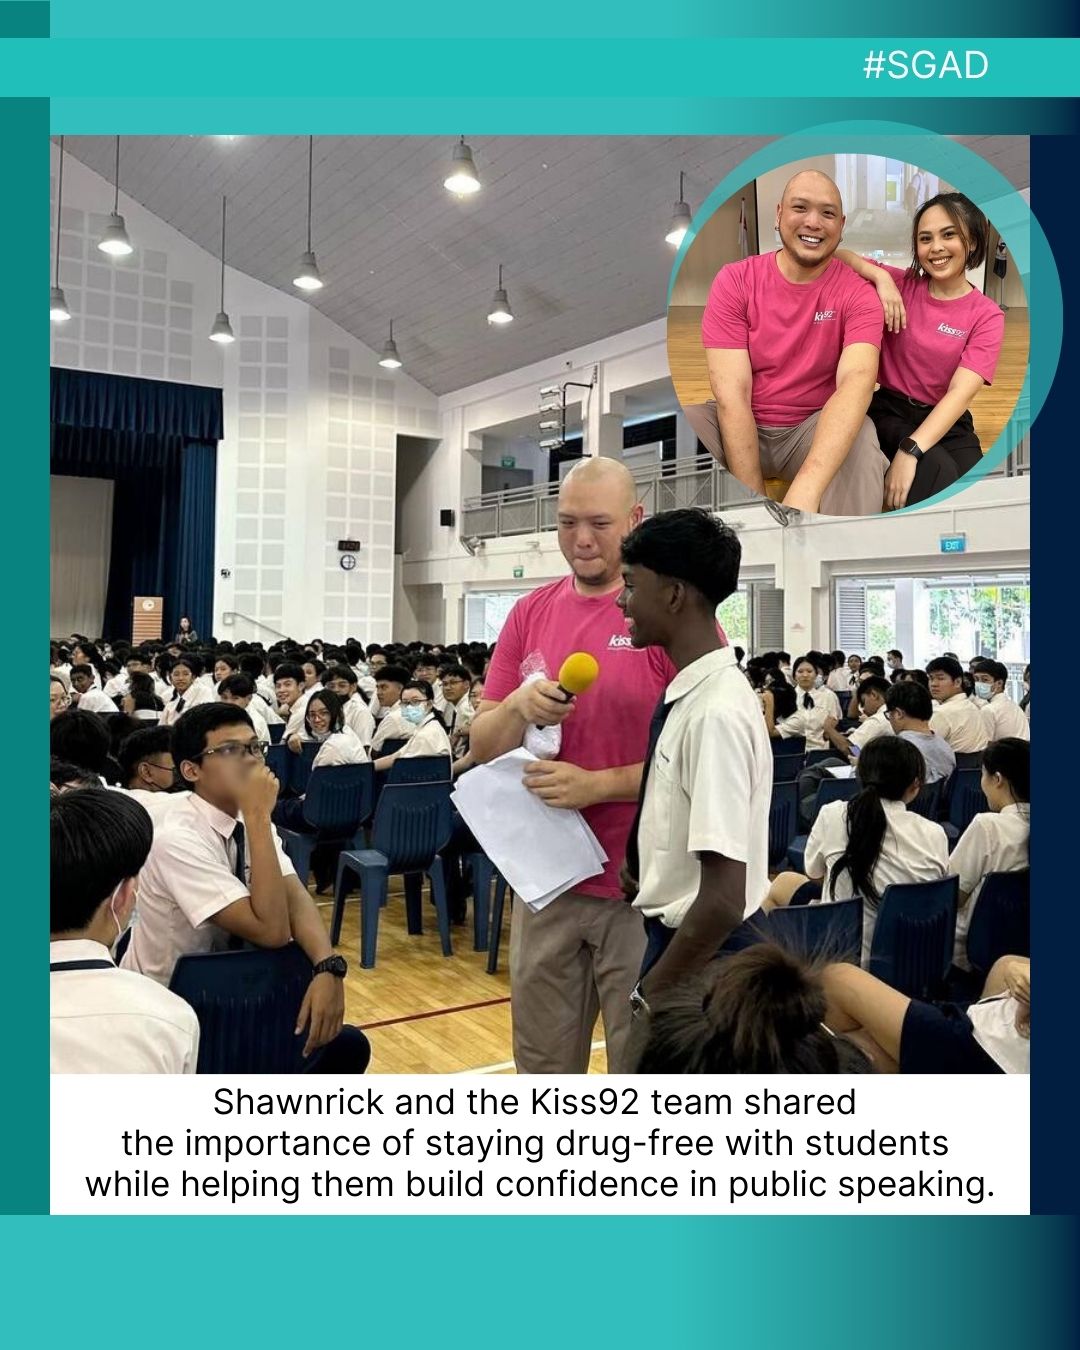 #SGAD
kiss92
kiss92
kiss
EXIT
Shawnrick and the Kiss92 team shared
the importance of staying drug-free with students
while helping them build confidence in public speaking.